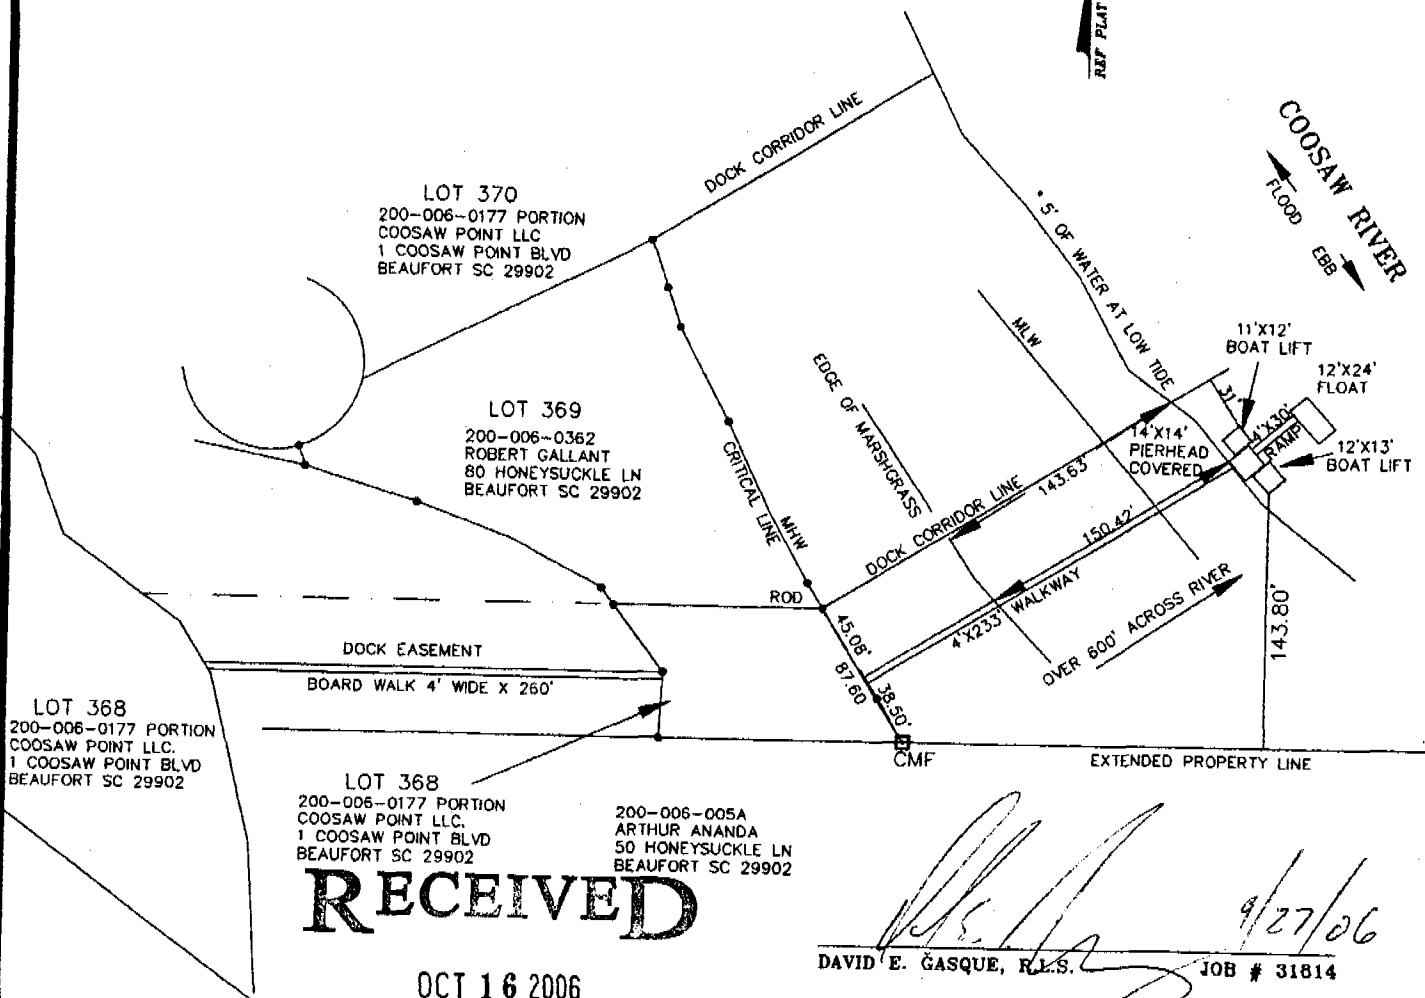 REF PLAT
COOSAW RIVER
FLOOD
EBB
DOCK CORRIDOR LINE
LOT 370
200-006-0177 PORTION
COOSAW POINT LLC
1 COOSAW POINT BLVD
BEAUFORT SC 29902
.5' OF WATER AT LOW TIDE
MLW
11'X12'
BOAT LIFT
12'X24'
FLOAT
31'
4'X30'
RAMP
14'X14'
PIERHEAD
COVERED
12'X13'
BOAT LIFT
EDGE OF MARSHGRASS
LOT 369
200-006-0362
ROBERT GALLANT
80 HONEYSUCKLE LN
BEAUFORT SC 29902
CRITICAL LINE
MHW
DOCK CORRIDOR LINE
143.63'
150.42'
4'X233' WALKWAY
OVER 600' ACROSS RIVER
143.80'
ROD
45.08'
87.60
38.50'
DOCK EASEMENT
BOARD WALK 4' WIDE X 260'
LOT 368
200-006-0177 PORTION
COOSAW POINT LLC.
1 COOSAW POINT BLVD
BEAUFORT SC 29902
CMF
EXTENDED PROPERTY LINE
LOT 368
200-006-0177 PORTION
COOSAW POINT LLC.
1 COOSAW POINT BLVD
BEAUFORT SC 29902
200-006-005A
ARTHUR ANANDA
50 HONEYSUCKLE LN
BEAUFORT SC 29902
RECEIVED
OCT 16 2006
9/27/06
DAVID E. GASQUE, R.L.S.
JOB # 31814